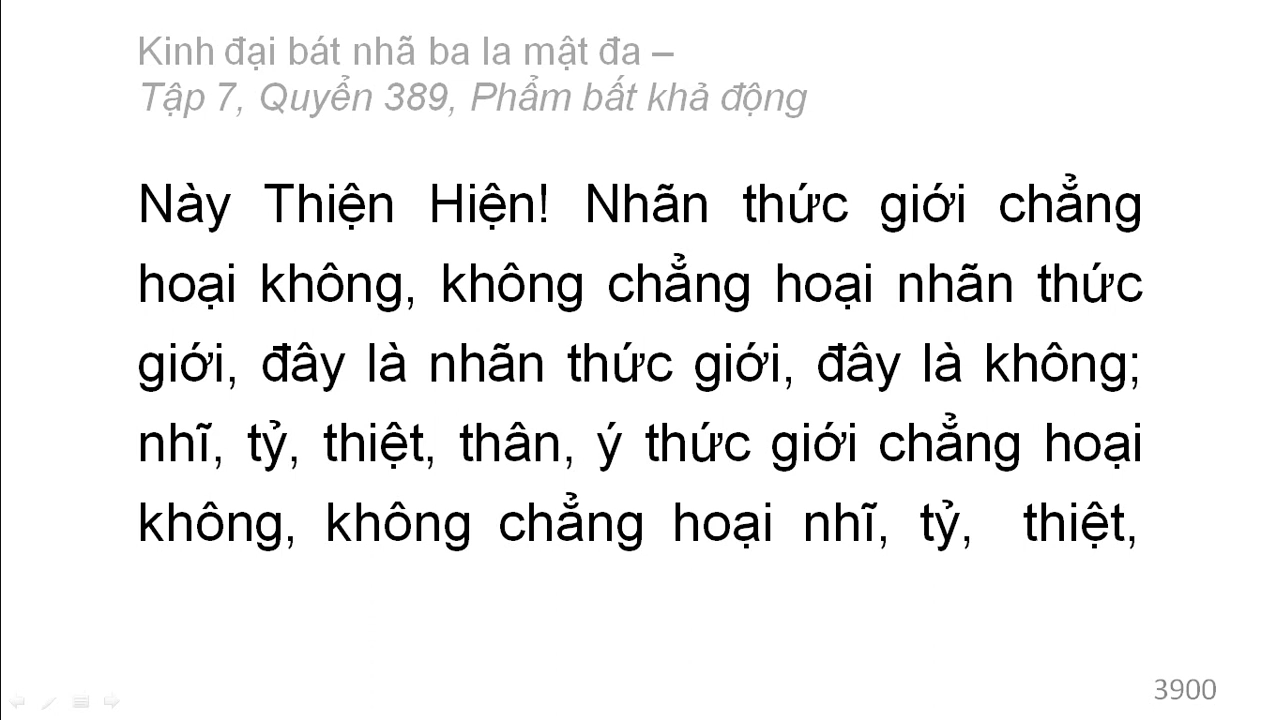 Kinh đại bát nhã ba la mật đa –
Tập 7, Quyển 389, Phẩm bất khả động
Này Thiện Hiện! Nhãn thức giới chẳng
hoại không, không chẳng hoại nhãn thức
giới, đây là nhãn thức giới, đây là không;
nhĩ, tỷ, thiệt, thân, ý thức giới chẳng hoại
không, không chẳng hoại nhĩ, tỷ, thiệt,
3900